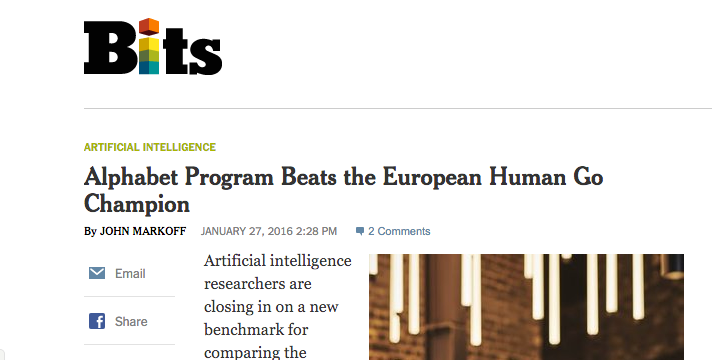 Bits
ARTIFICIAL INTELLIGENCE
Alphabet Program Beats the European Human Go
Champion
By JOHN MARKOFF JANUARY 27, 2016 2:28 PM 2 Comments
Email
Share
Artificial intelligence
researchers are
closing in on a new
benchmark for
comparing the